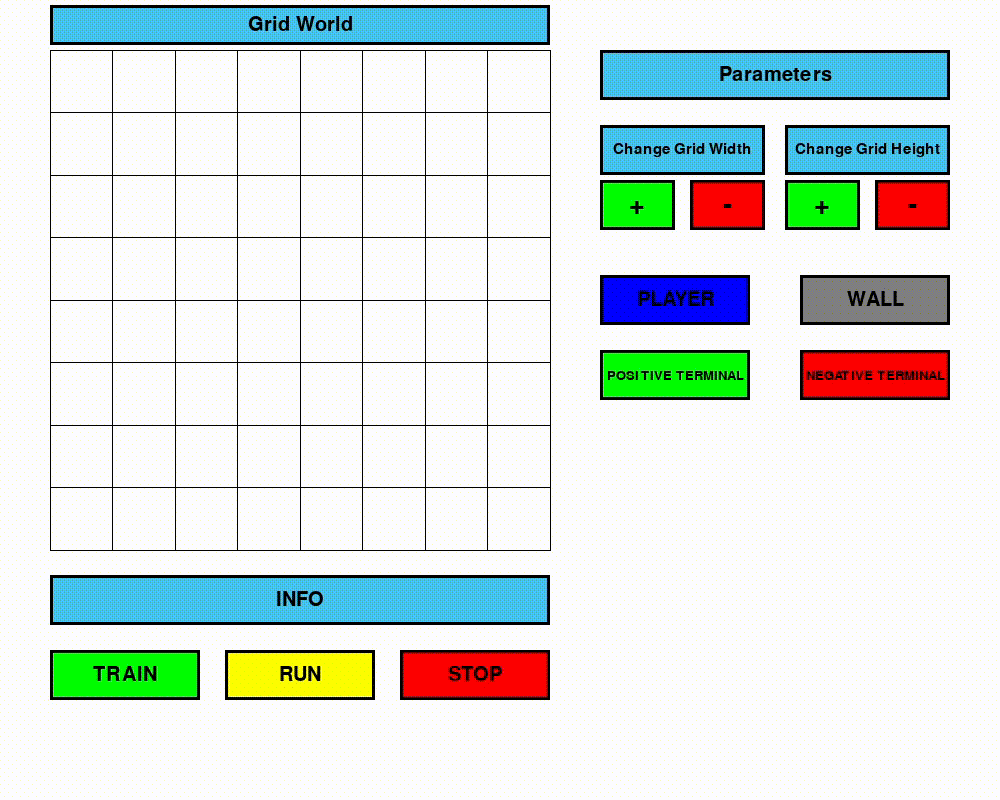 Grid World
Parameters
Change Grid Width
Change Grid Height
+
-
+
-
PLAYER
WALL
POSITIVE TERMINAL
NEGATIVE TERMINAL
INFO
TRAIN
RUN
STOP